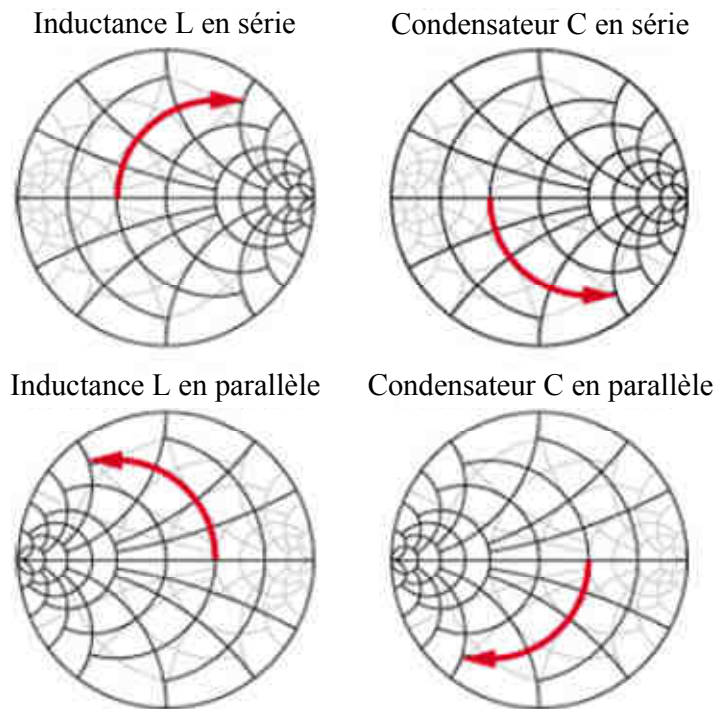 Inductance L en série
Condensateur C en série
Inductance L en parallèle
Condensateur C en parallèle